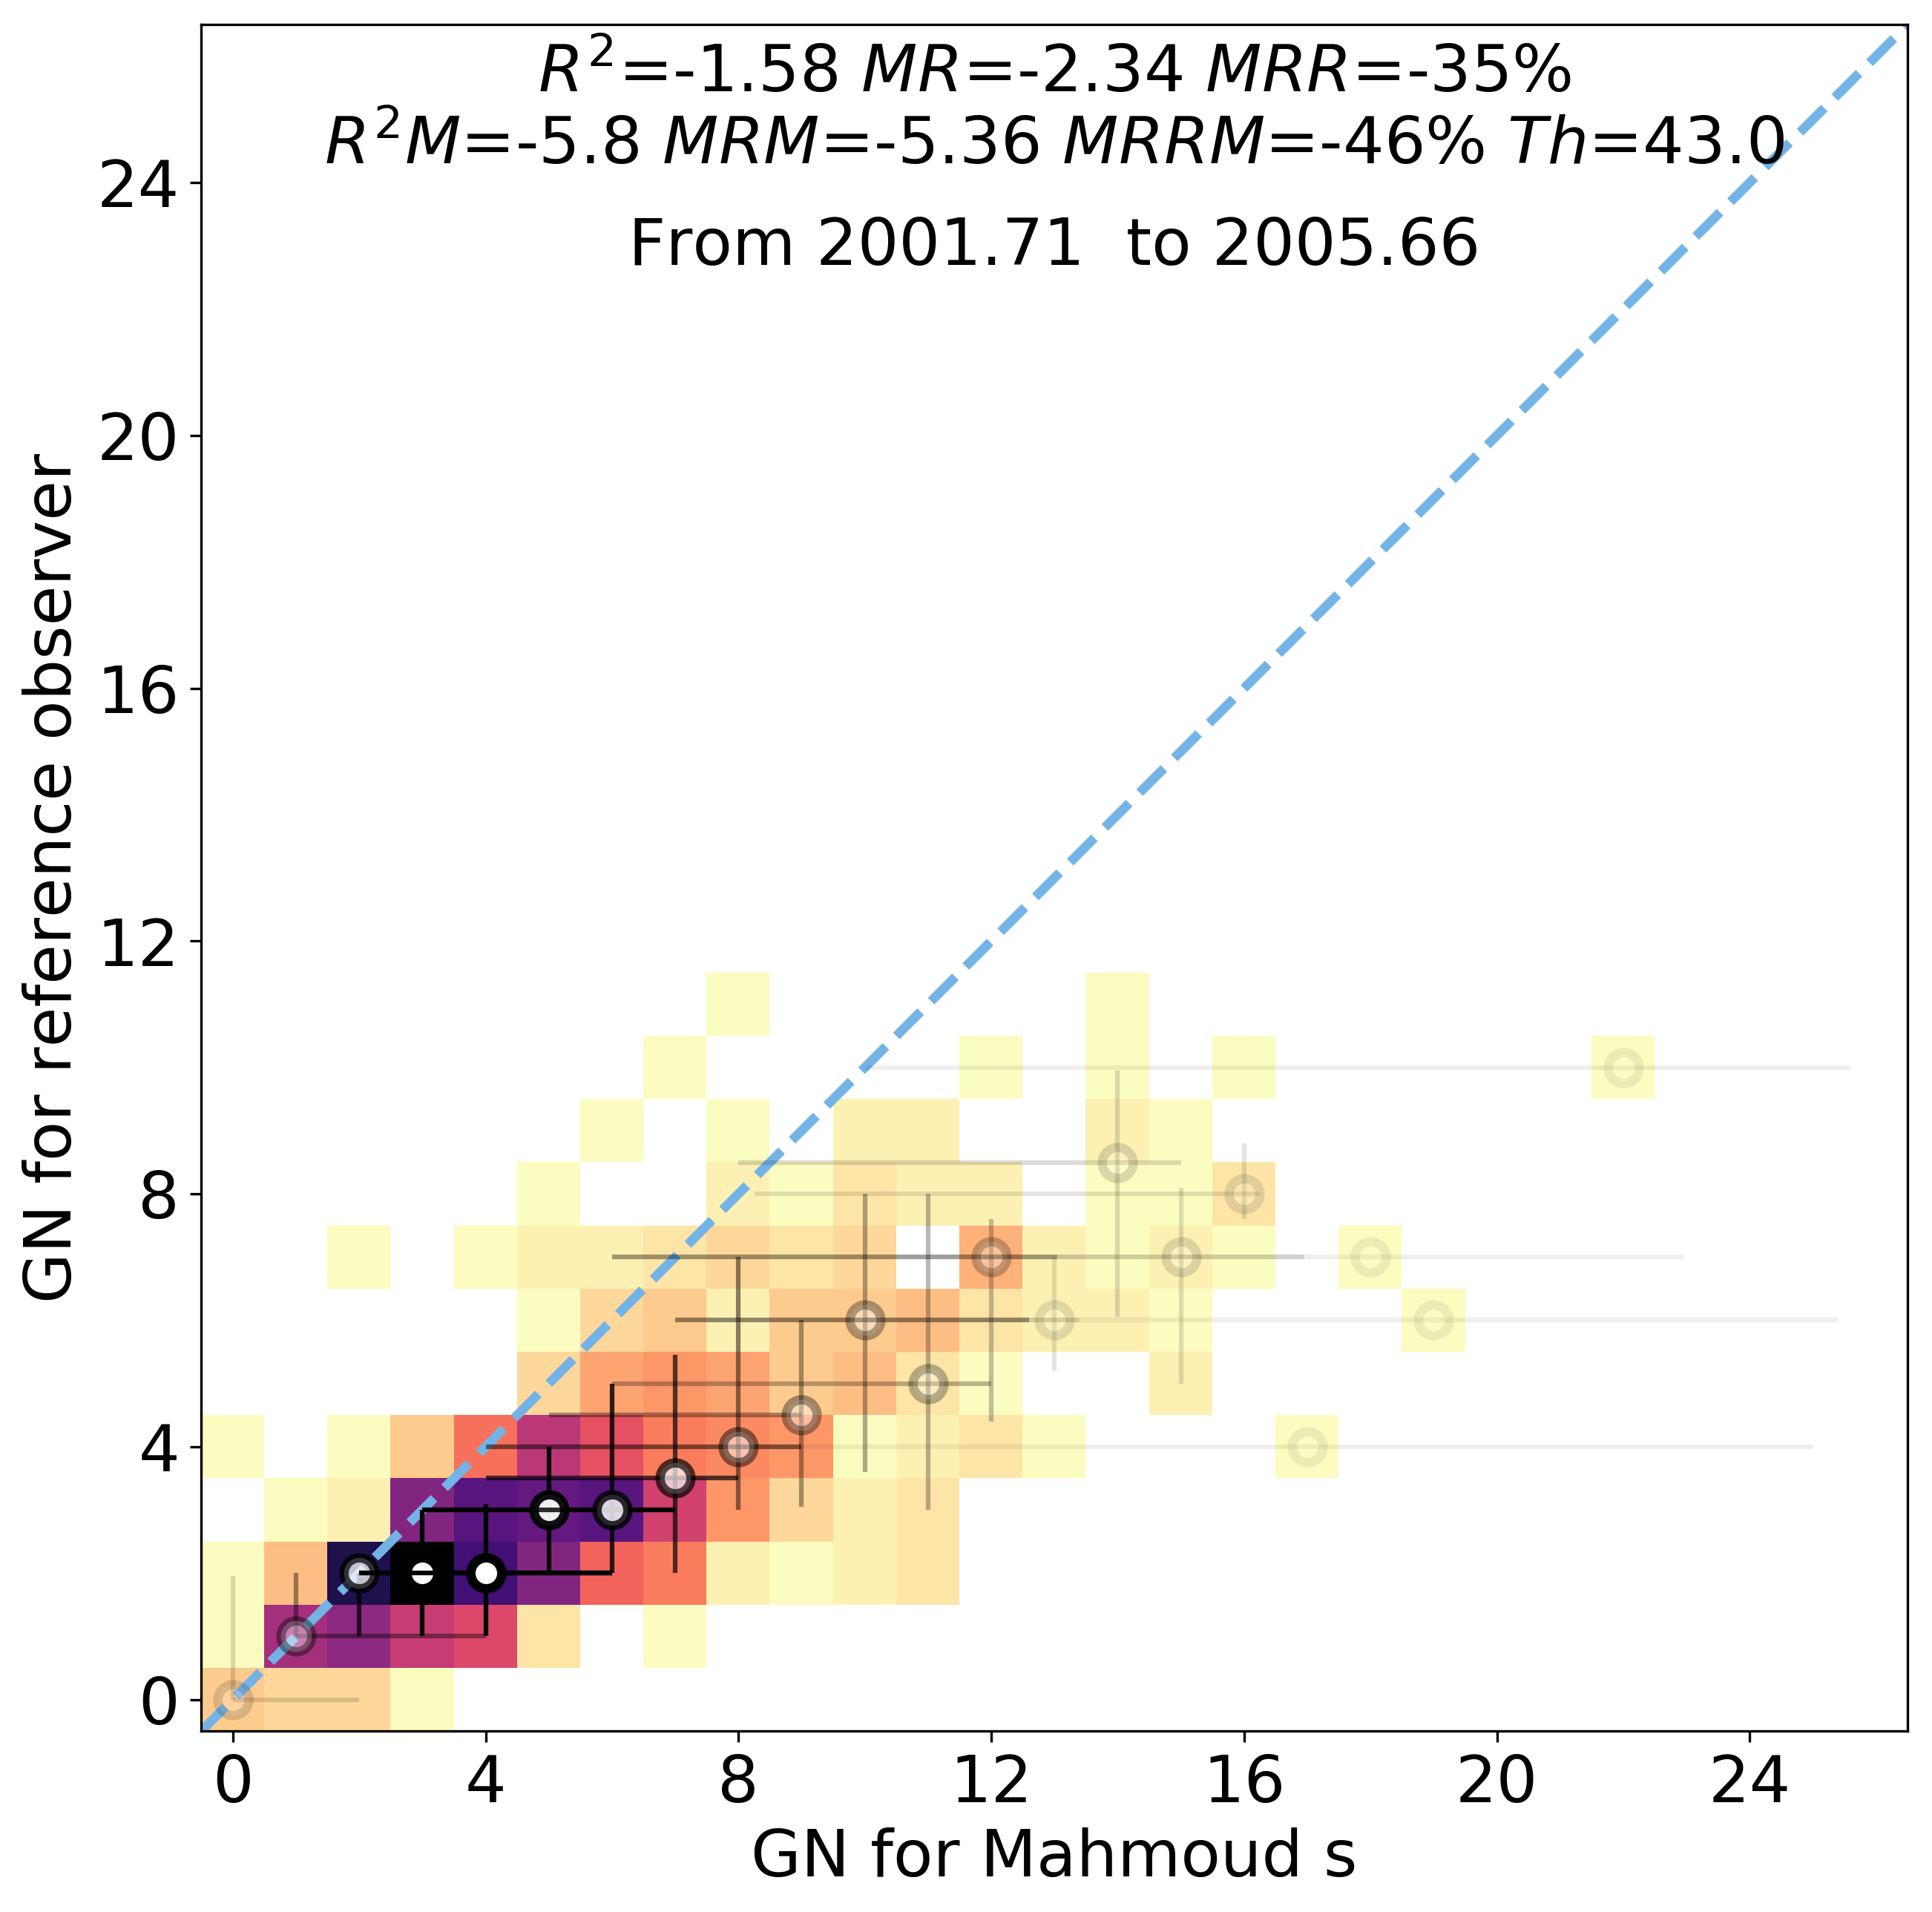 R²=-1.58 MR=-2.34 MRR=-35%
R²M=-5.8 MRM=-5.36 MRRM=-46% Th=43.0
From 2001.71  to 2005.66
GN for reference observer
24
20
16
12
8
4
0
0 4 8 12 16 20 24
GN for Mahmoud s